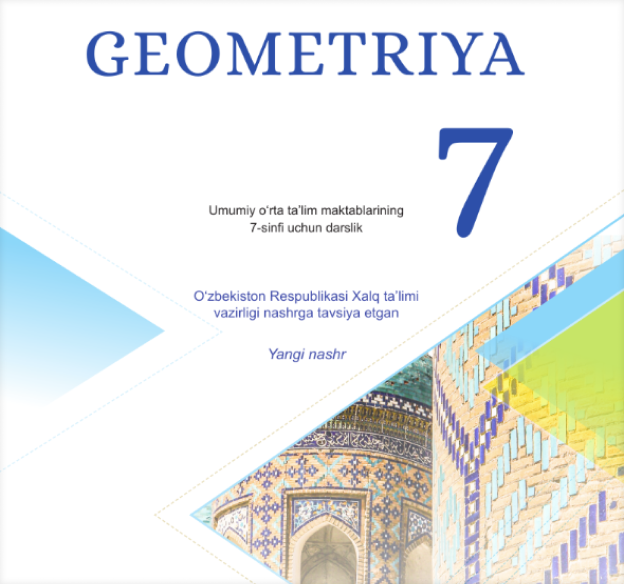 GEOMETRIYA
7
Umumiy o‘rta ta’lim maktablarining
7-sinfi uchun darslik
O‘zbekiston Respublikasi Xalq ta’limi
vazirligi nashrga tavsiya etgan
Yangi nashr